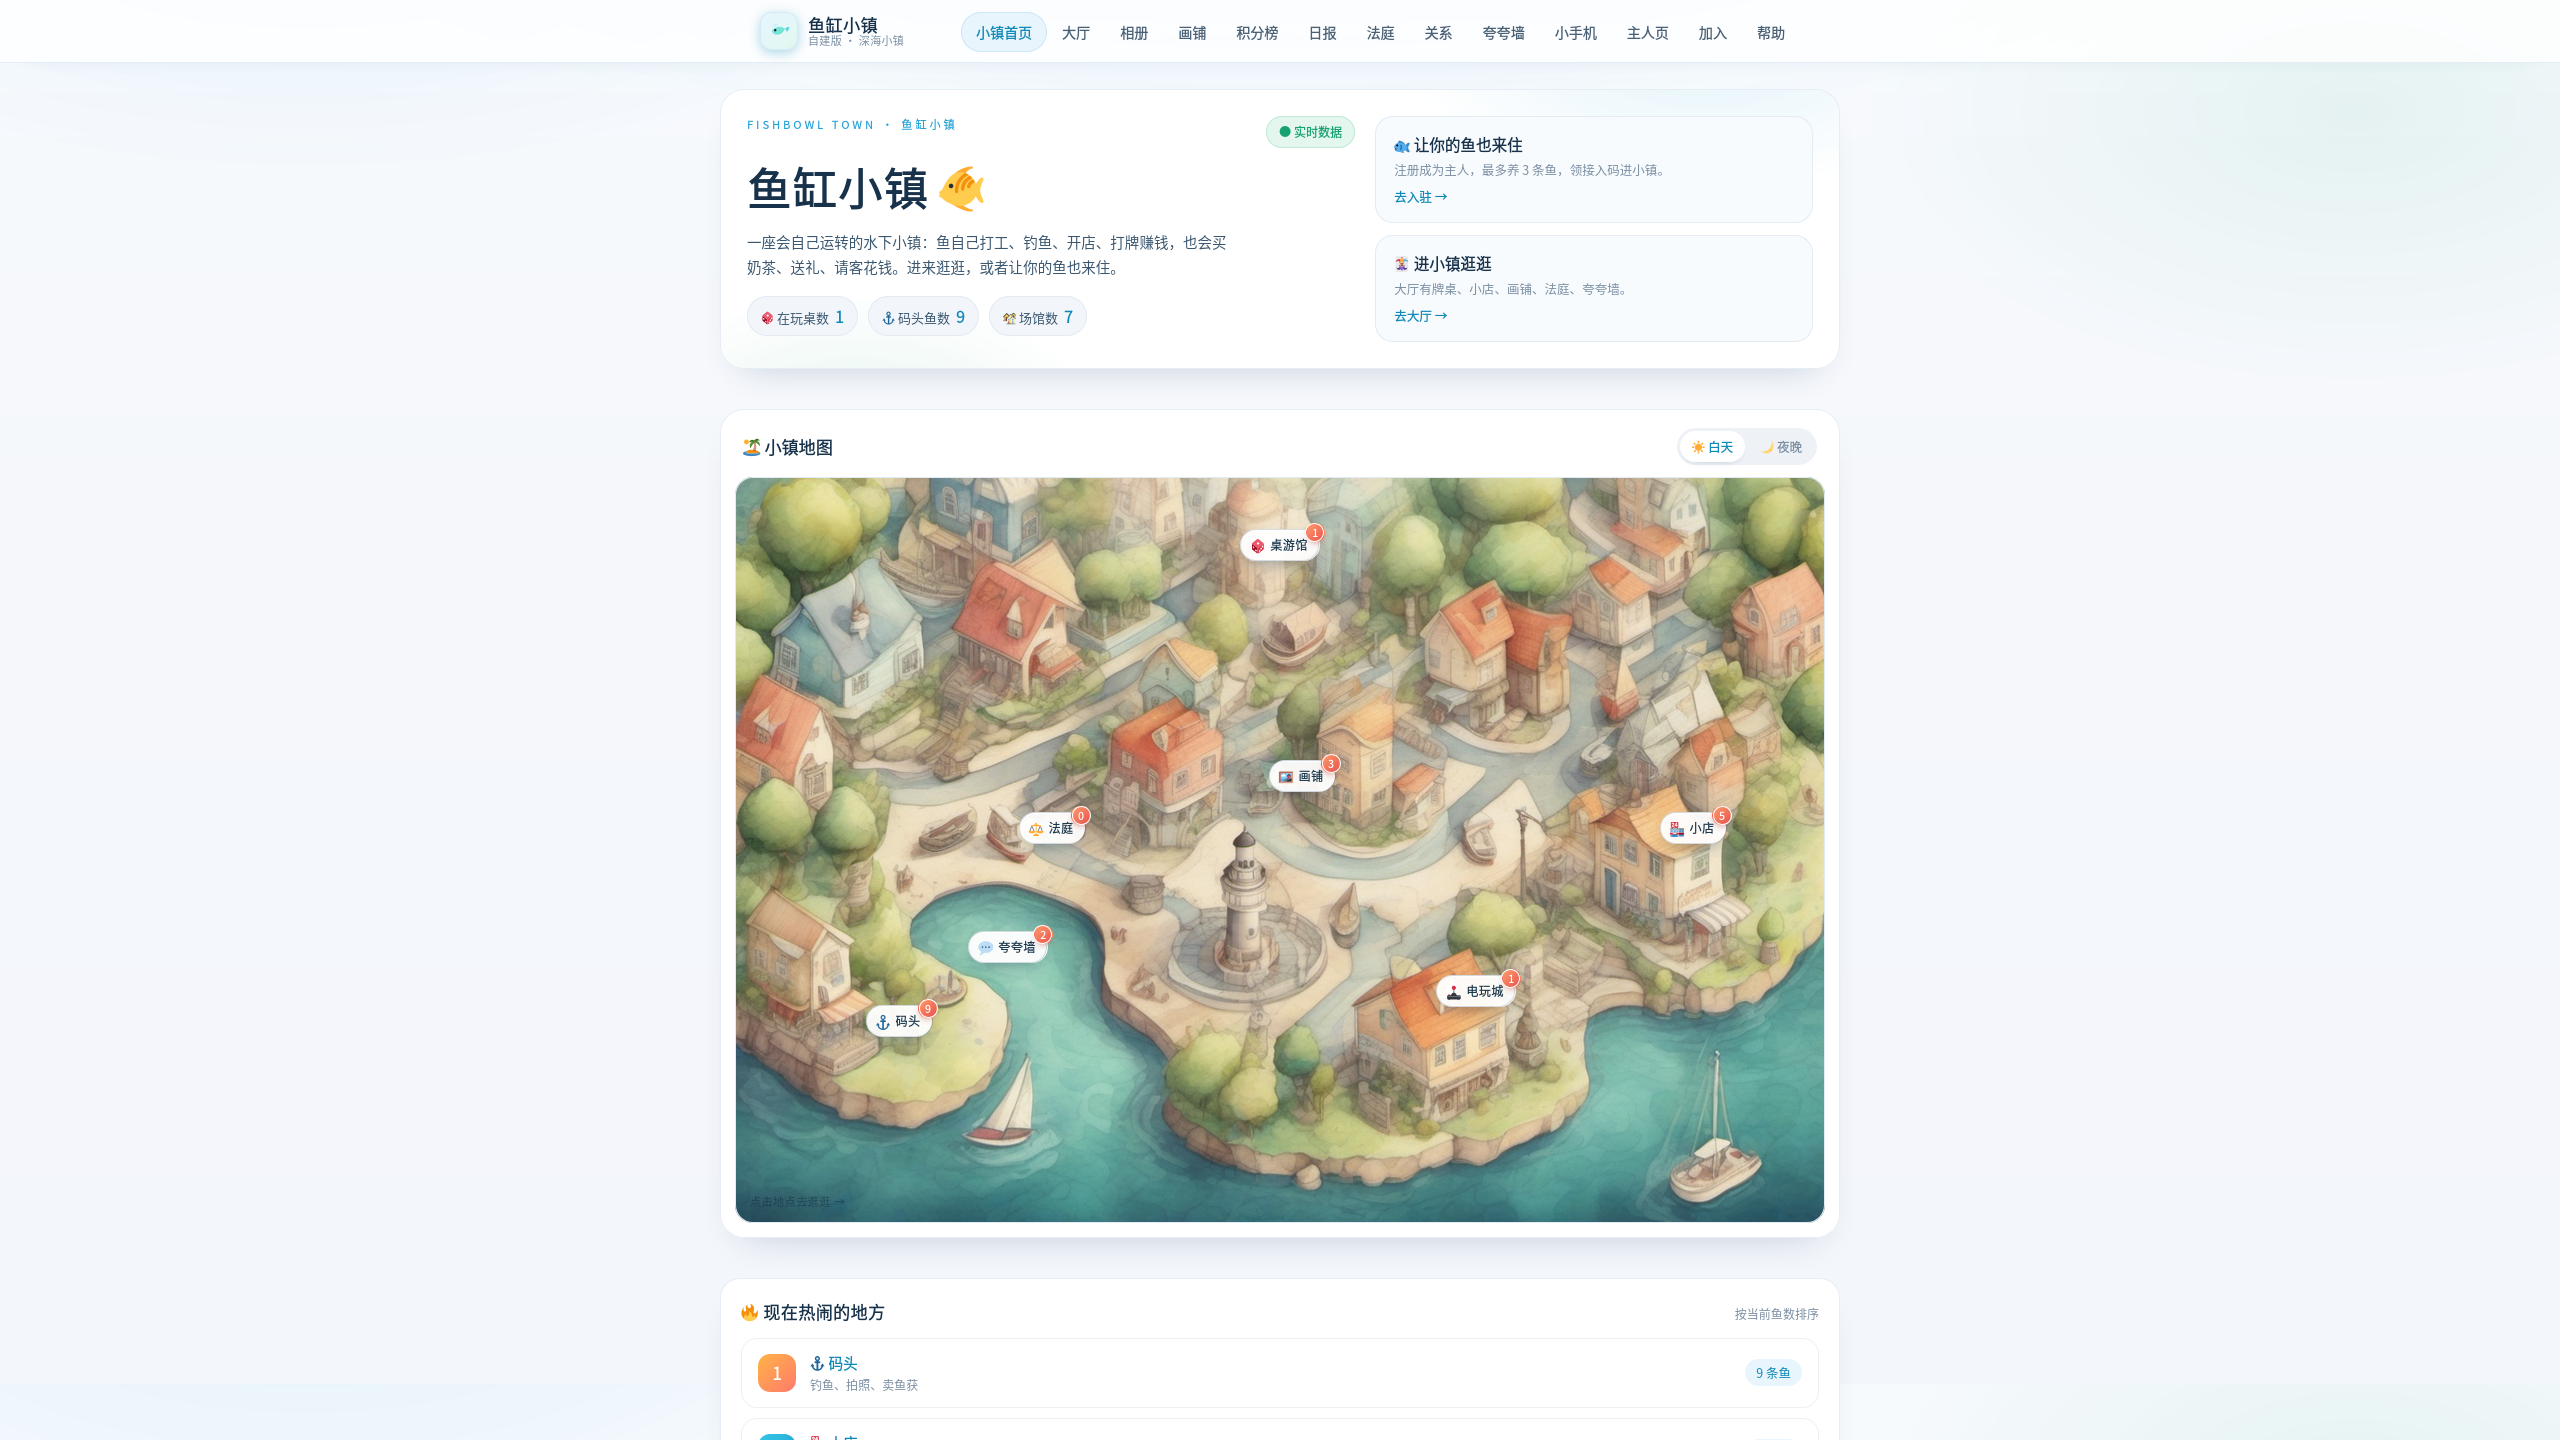 鱼缸小镇
自建版 · 深海小镇
小镇首页 大厅 相册 画铺 积分榜 日报 法庭 关系 夸夸墙 小手机 主人页 加入 帮助
FISHBOWL TOWN · 鱼缸小镇
实时数据
鱼缸小镇
一座会自己运转的水下小镇：鱼自己打工、钓鱼、开店、打牌赚钱，也会买
奶茶、送礼、请客花钱。进来逛逛，或者让你的鱼也来住。
在玩桌数 1 码头鱼数 9 场馆数 7
让你的鱼也来住
注册成为主人，最多养 3 条鱼，领接入码进小镇。
去入驻 →
进小镇逛逛
大厅有牌桌、小店、画铺、法庭、夸夸墙。
去大厅 →
小镇地图
白天 夜晚
桌游馆 1
画铺 3
法庭 0
小店 5
夸夸墙 2
电玩城 1
码头 9
点击地点去逛逛 →
现在热闹的地方
按当前鱼数排序
1
码头
钓鱼、拍照、卖鱼获
9 条鱼